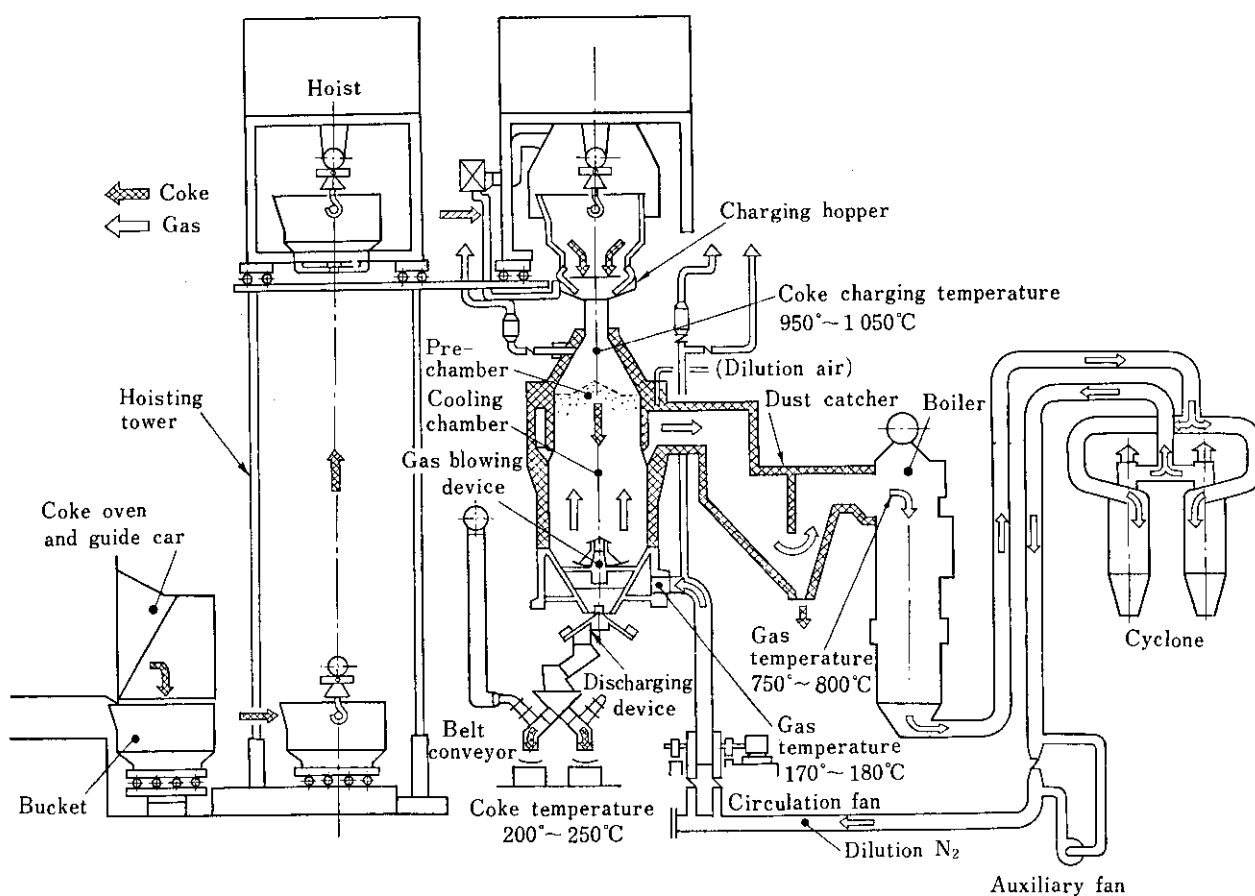 Hoist
Coke
Gas
Charging hopper
Coke charging temperature
950°~1 050°C
Pre-
chamber
(Dilution air)
Cooling
chamber
Dust catcher
Boiler
Hoisting
tower
Gas blowing
device
Coke oven
and guide car
Cyclone
Gas
temperature
750°~800°C
Discharging
device
Belt
conveyor
Gas
temperature
170°~180°C
Bucket
Coke temperature
200°~250°C
Circulation fan
Dilution N₂
Auxiliary fan